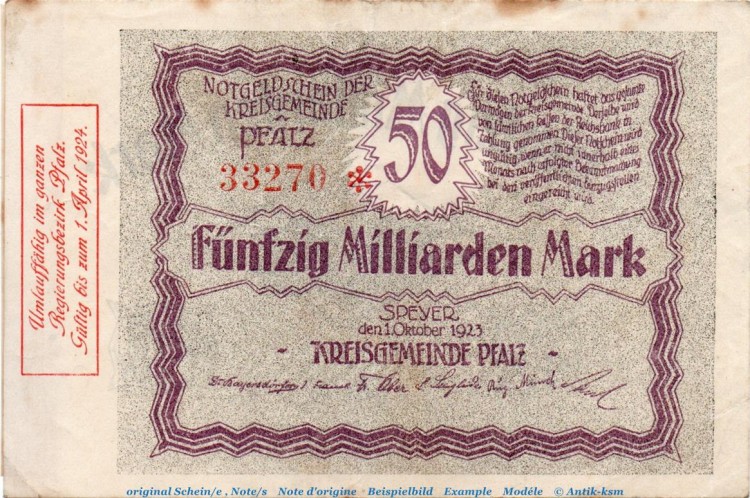 Umlauffähig im ganzen
Regierungsbezirk Pfalz.
Gültig bis zum 1. April 1924.
NOTGELDSCHEIN DER
KREISGEMEINDE
PFALZ
33270 *
50
Für diesen Notgeldschein haftet das gesamte
Vermögen der Kreisgemeinde. Derselbe wird
von sämtlichen Kassen der Reichsbank in
Zahlung genommen. Dieser Notschein wird
ungültig, wenn er nicht innerhalb eines
Monats nach erfolgter Bekanntmachung
bei den veröffentlichten
eingereicht wird.
Fünfzig Milliarden Mark
SPEYER
den 1. Oktober 1923
- KREISGEMEINDE PFALZ -
original Schein/e , Note/s Note d'origine Beispielbild Example Modéle © Antik-ksm